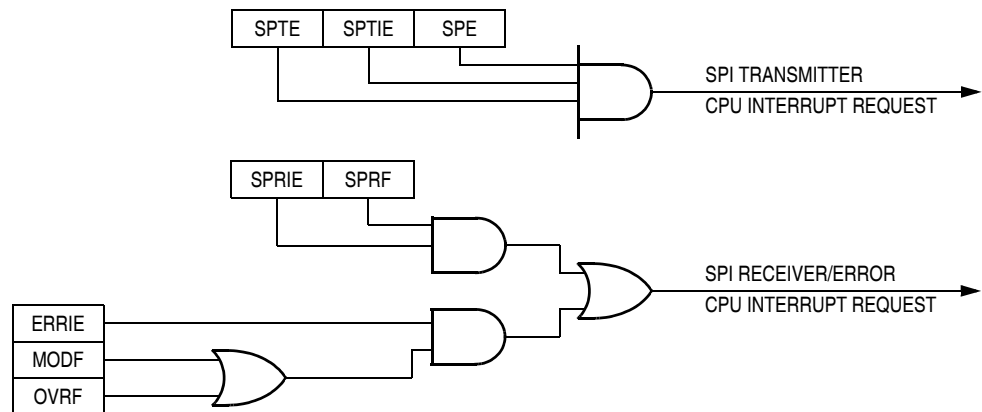 SPTE SPTIE SPE
SPI TRANSMITTER
CPU INTERRUPT REQUEST
SPRIE SPRF
SPI RECEIVER/ERROR
CPU INTERRUPT REQUEST
ERRIE
MODF
OVRF